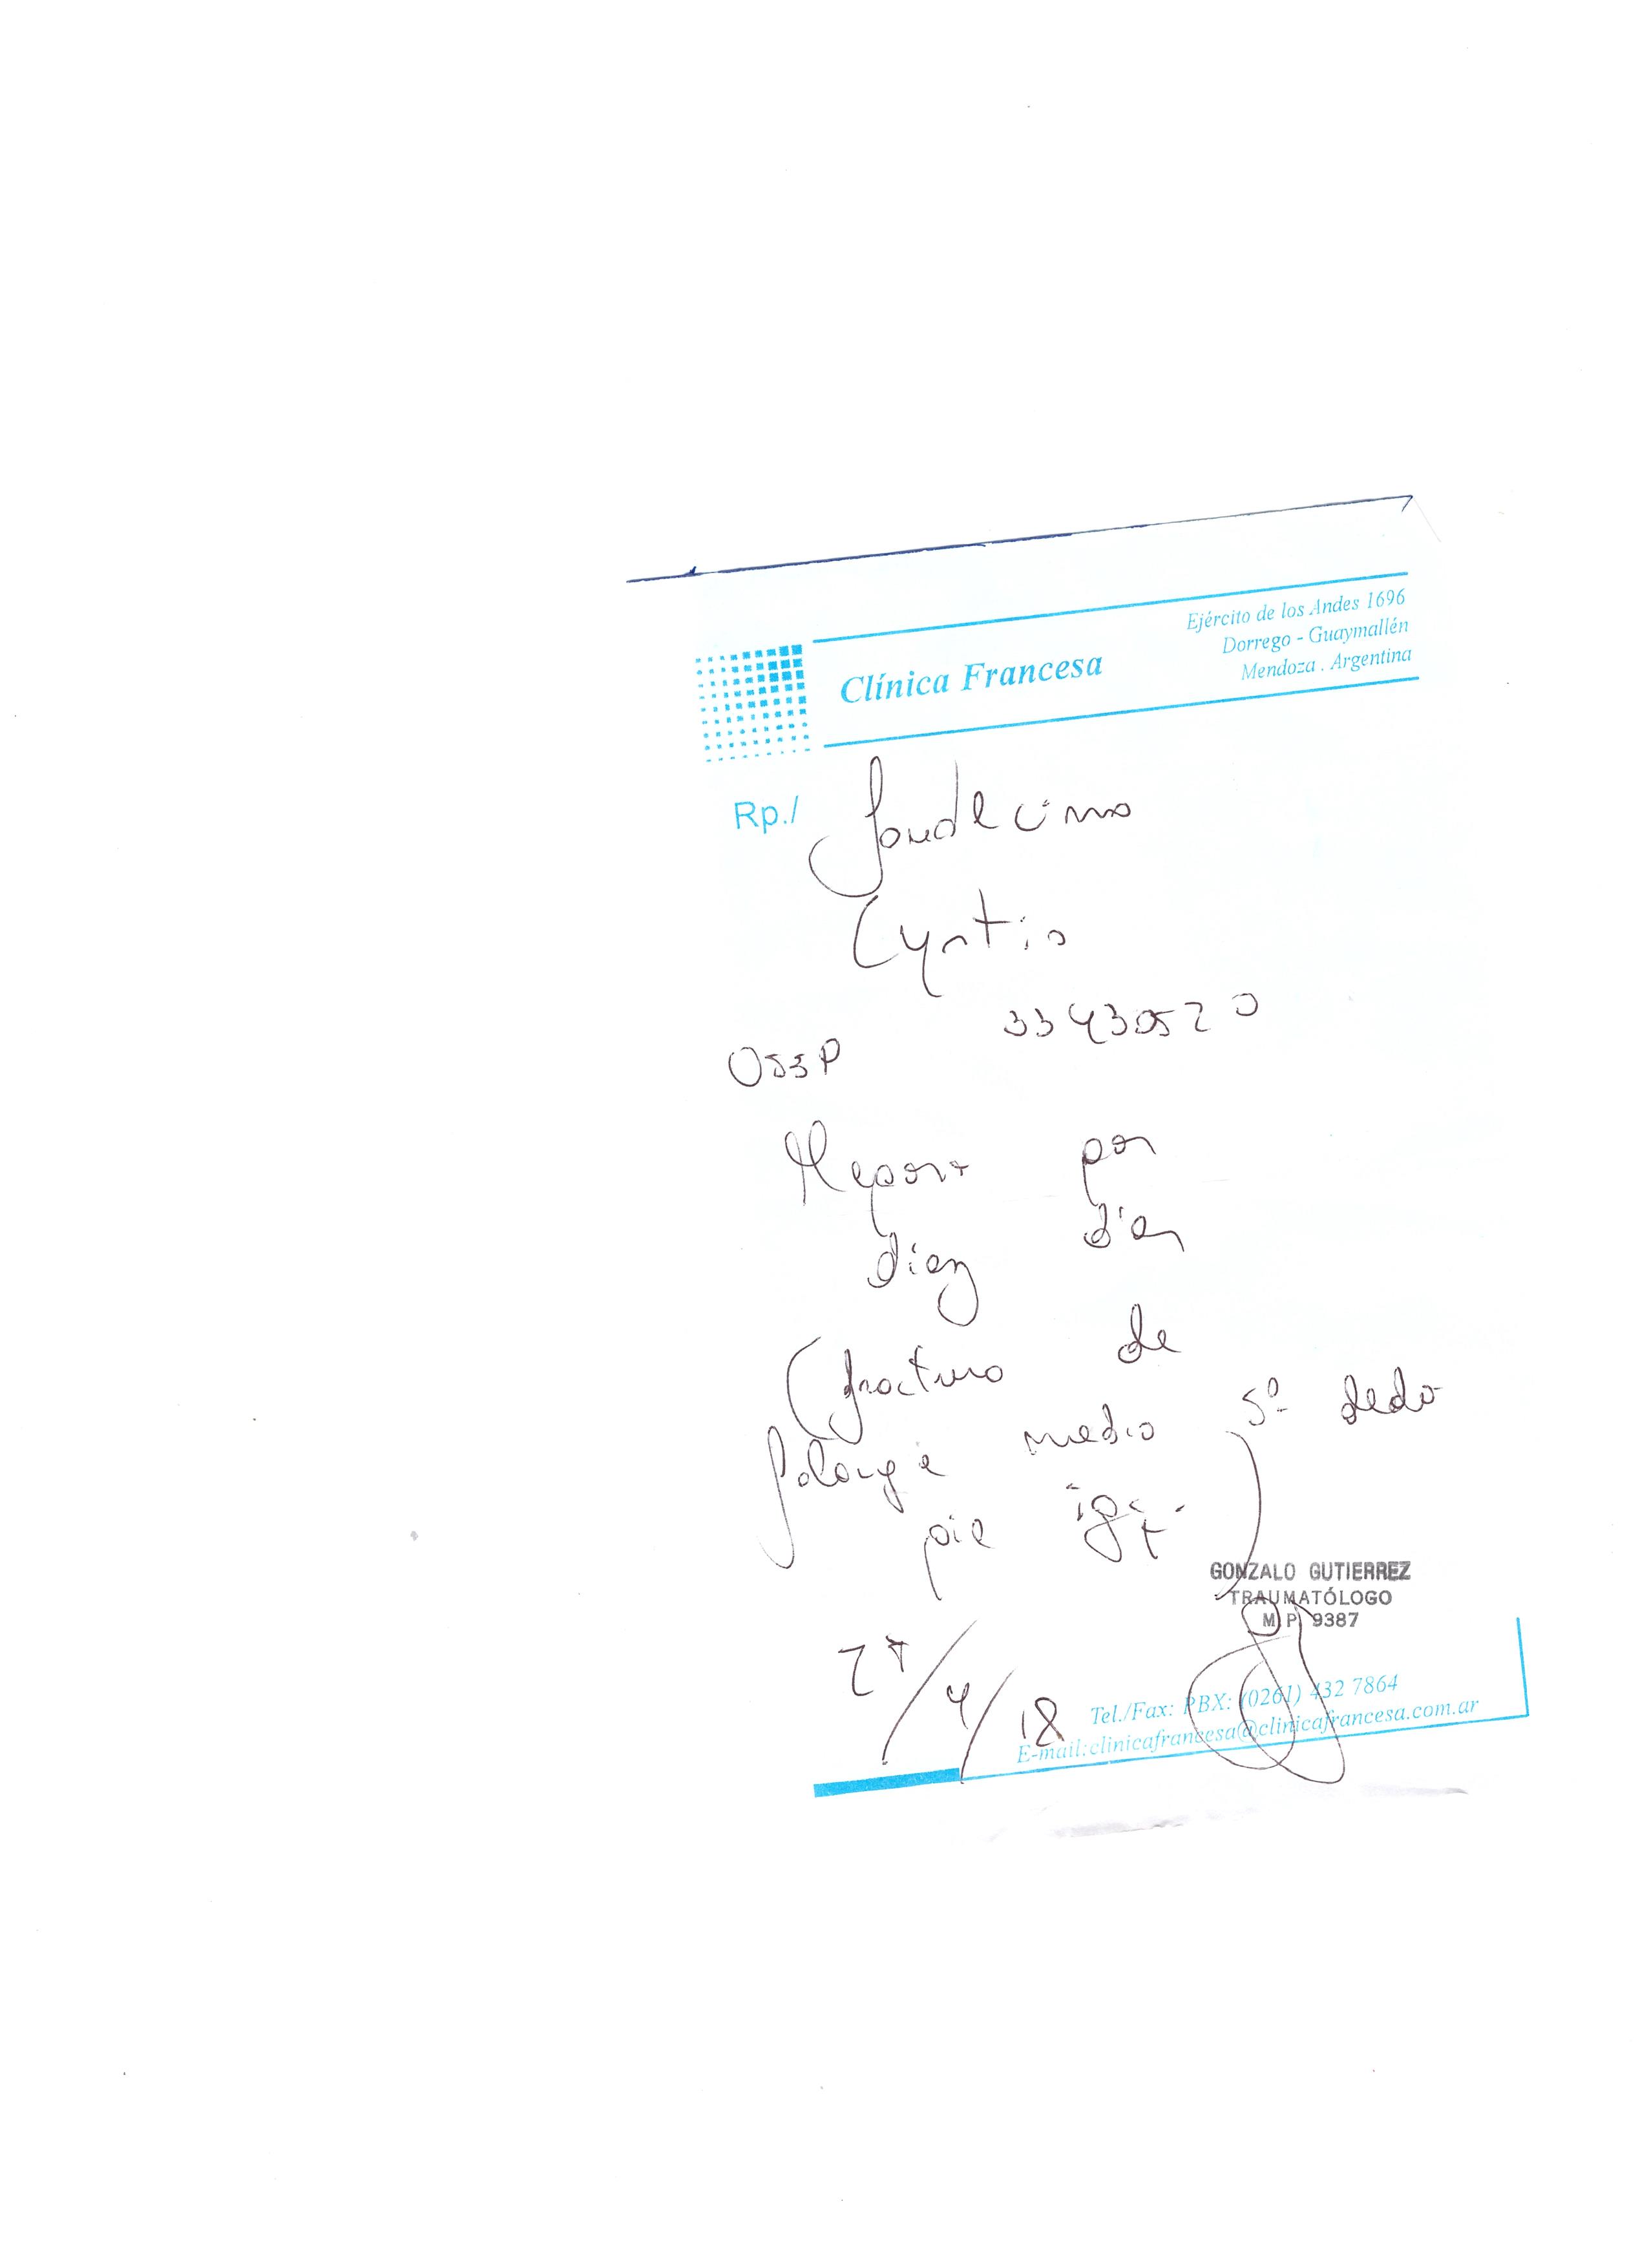 Ejército de los Andes 1696
Dorrego - Guaymallén
Mendoza . Argentina
Clínica Francesa
Rp./
Cyntia
33430520
OSEP
Reposo por
diez días
(fractura de
falange media 5º dedo
pie izq.)
GONZALO GUTIERREZ
TRAUMATÓLOGO
M.P. 9387
27/4/18
Tel./Fax: PBX: (0261) 432 7864
E-mail:clinicafrancesa@clinicafrancesa.com.ar